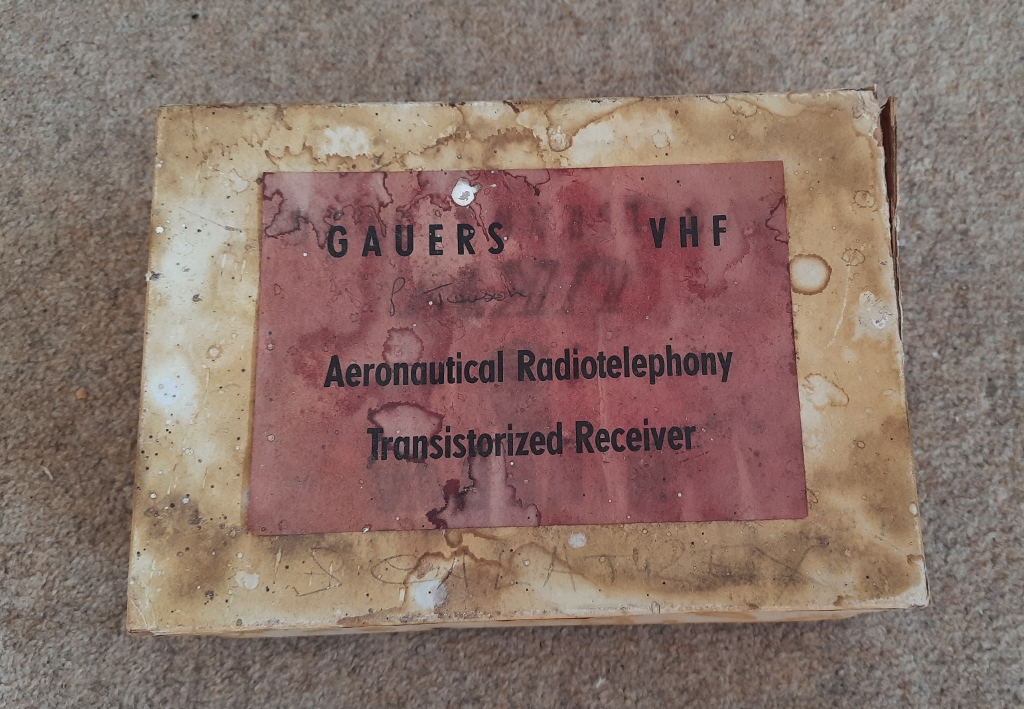 GAUERS VHF
Aeronautical Radiotelephony
Transistorized Receiver